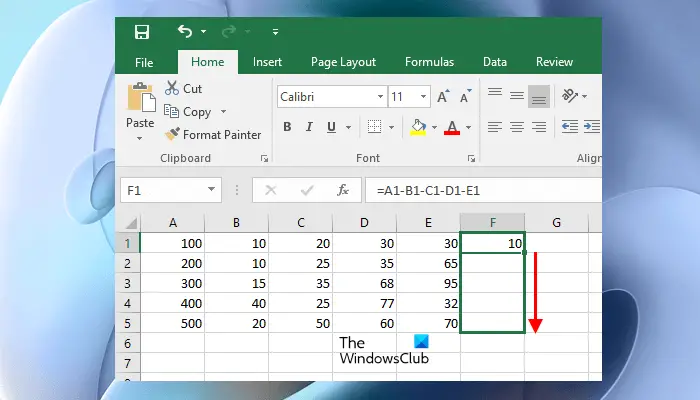 File Home Insert Page Layout Formulas Data Review
Cut
Copy
Format Painter
Paste
Clipboard
Calibri 11 A A
B I U A
Font
ab
Alignr
F1 fx =A1-B1-C1-D1-E1
A B C D E F G
1 100 10 20 30 30 10
2 200 10 25 35 65
3 300 15 35 68 95
4 400 40 25 77 32
5 500 20 50 60 70
6
7
The
WindowsClub